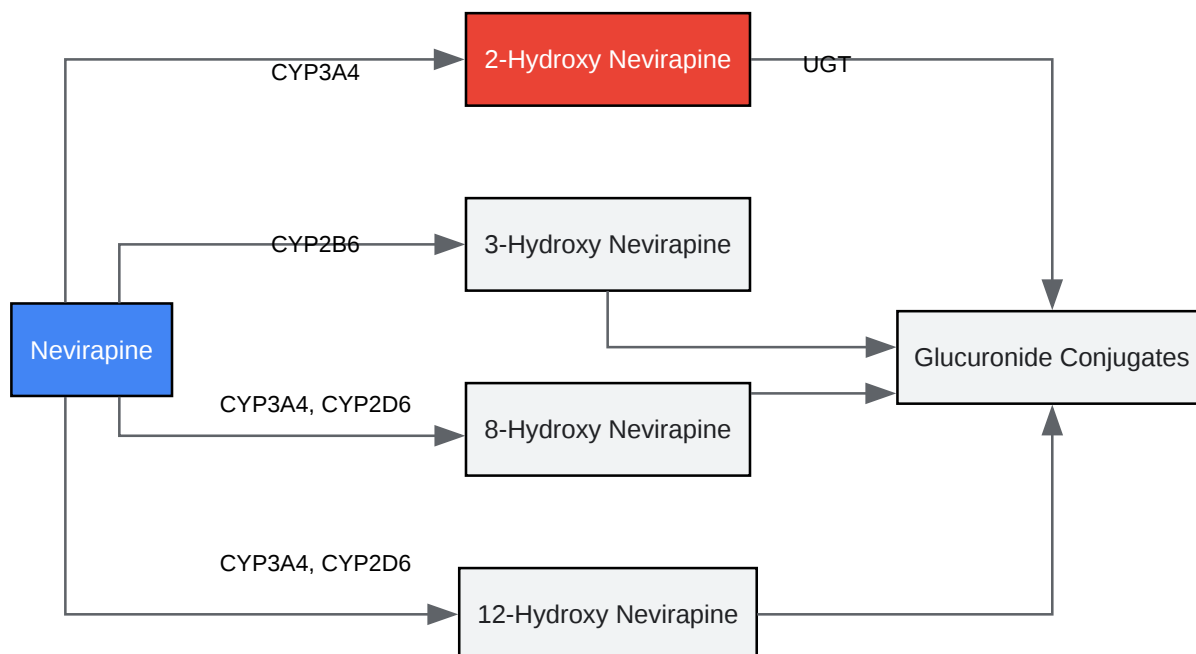 2-Hydroxy Nevirapine
CYP3A4
UGT
CYP2B6
3-Hydroxy Nevirapine
Nevirapine
Glucuronide Conjugates
CYP3A4, CYP2D6
8-Hydroxy Nevirapine
CYP3A4, CYP2D6
12-Hydroxy Nevirapine